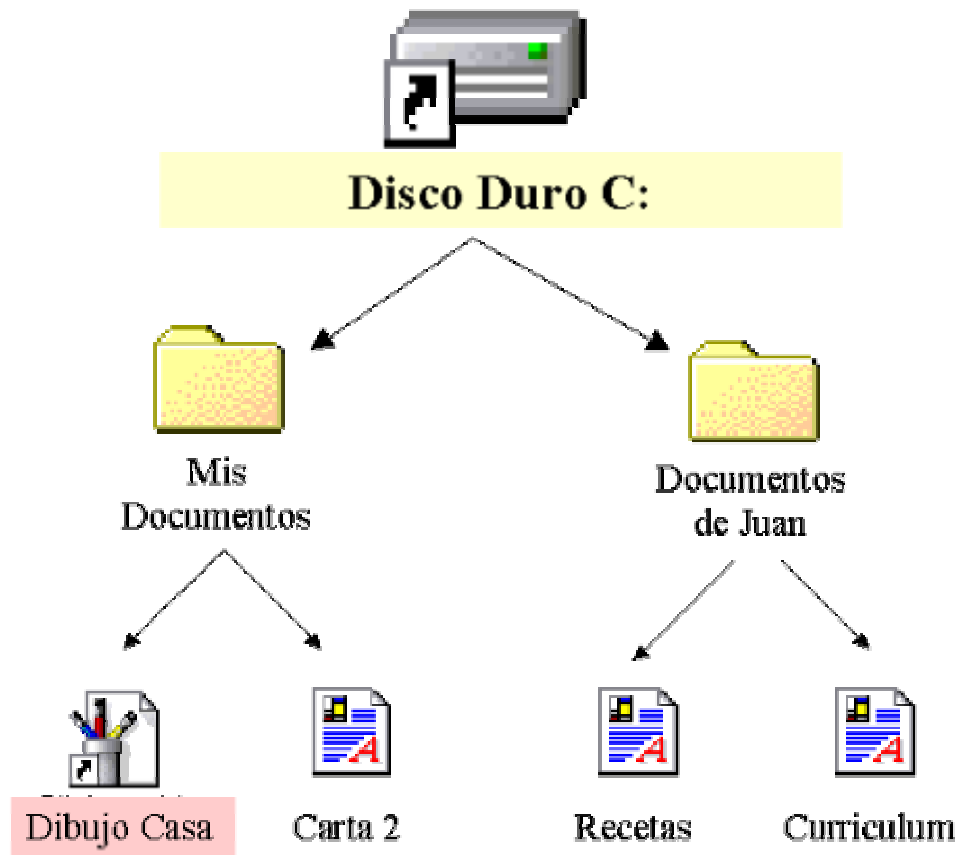 Disco Duro C:
Mis
Documentos
Documentos
de Juan
Dibujo Casa
Carta 2
Recetas
Curriculum